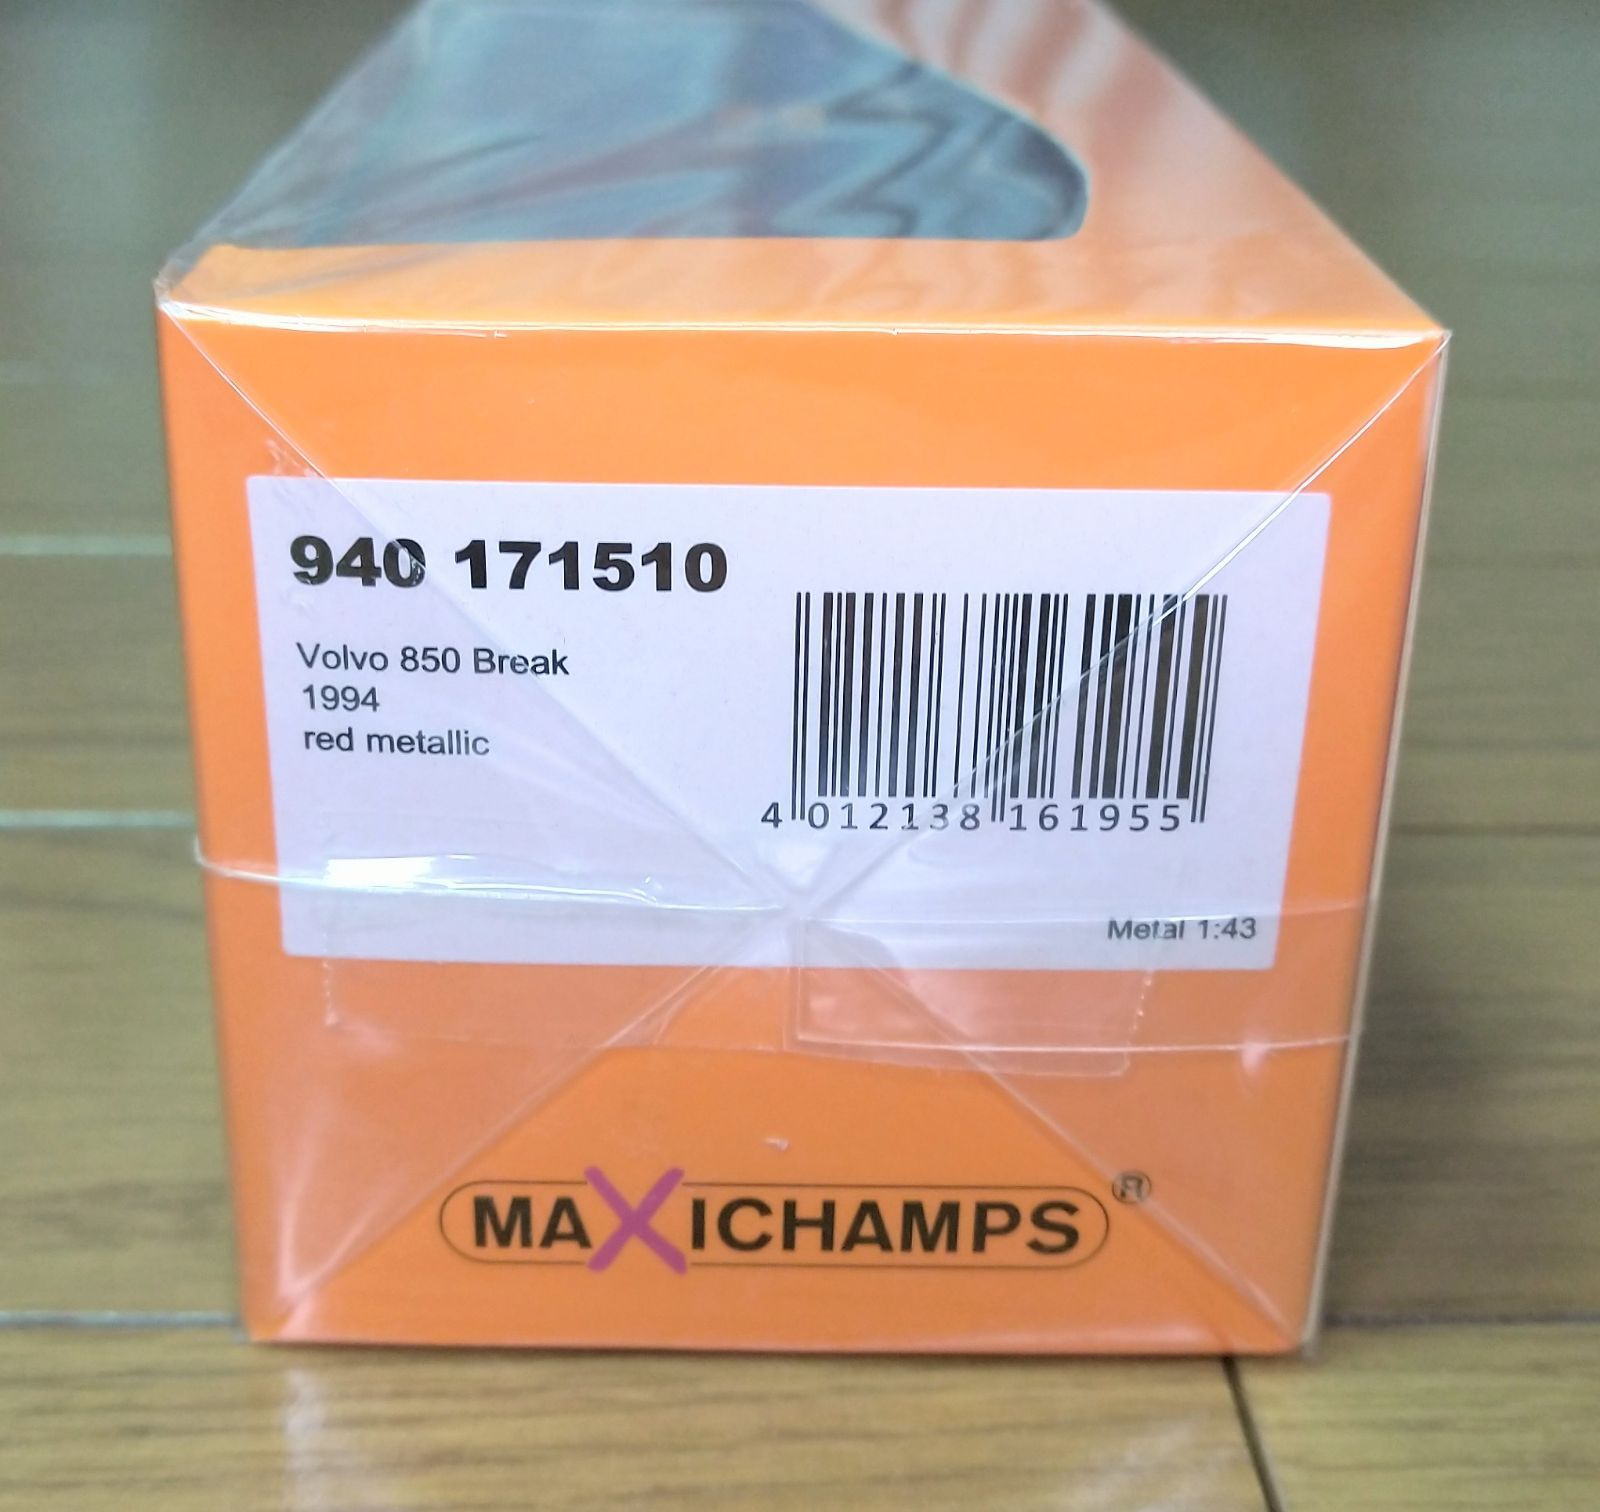 940 171510
Volvo 850 Break
1994
red metallic
4 012138 161955
Metal 1:43
MAXICHAMPS®